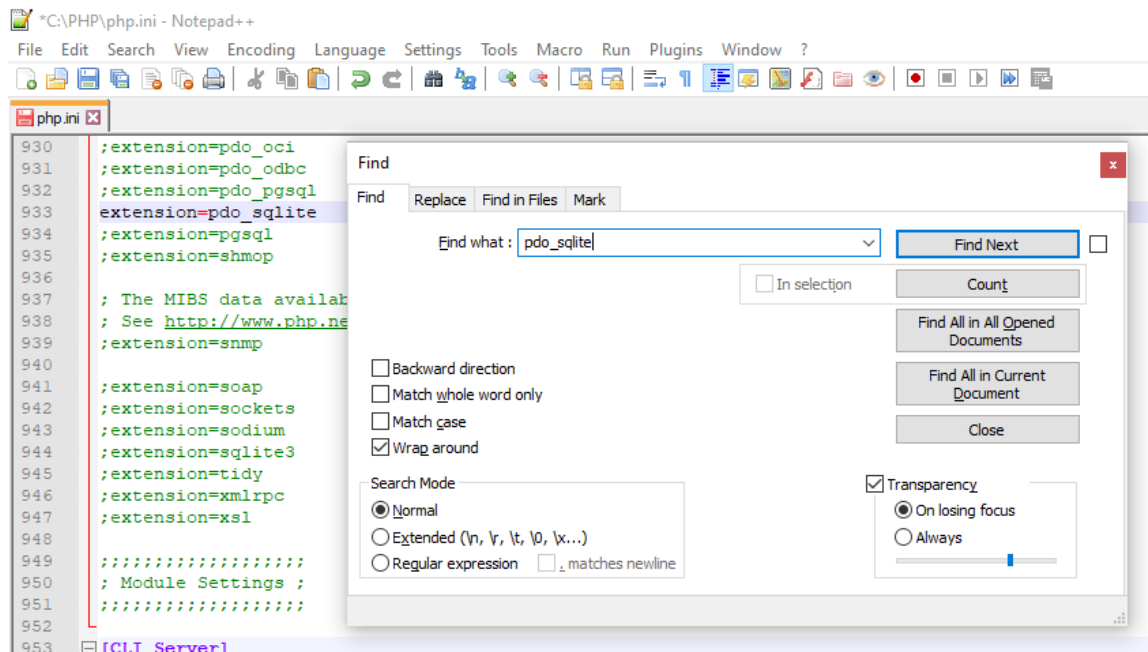 *C:\PHP\php.ini - Notepad++
File Edit Search View Encoding Language Settings Tools Macro Run Plugins Window ?
php.ini
930 ;extension=pdo_oci
931 ;extension=pdo_odbc
932 ;extension=pdo_pgsql
933 extension=pdo_sqlite
934 ;extension=pgsql
935 ;extension=shmop
936
937 ; The MIBS data availab
938 ; See http://www.php.ne
939 ;extension=snmp
940
941 ;extension=soap
942 ;extension=sockets
943 ;extension=sodium
944 ;extension=sqlite3
945 ;extension=tidy
946 ;extension=xmlrpc
947 ;extension=xsl
948
949 ;;;;;;;;;;;;;;;;;;;
950 ; Module Settings ;
951 ;;;;;;;;;;;;;;;;;;;
952
953 [CLI Server]
Find
Find Replace Find in Files Mark
Find what : pdo_sqlite
Find Next
In selection
Count
Find All in All Opened
Documents
Find All in Current
Document
Close
Backward direction
Match whole word only
Match case
Wrap around
Search Mode
Normal
Extended (\n, \r, \t, \0, \x...)
Regular expression . matches newline
Transparency
On losing focus
Always